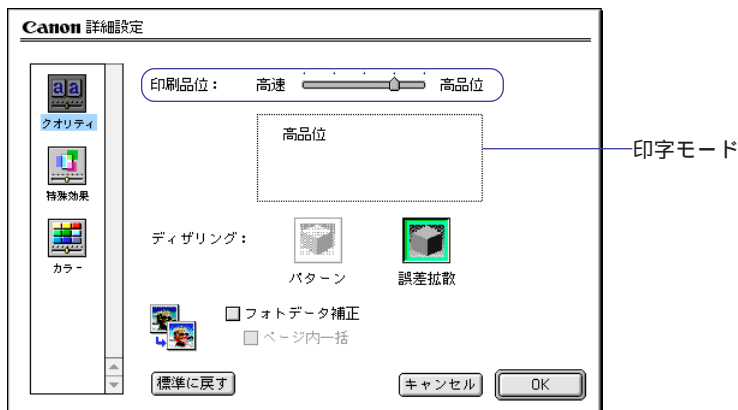 Canon 詳細設定
印刷品位： 高速 高品位
クオリティ
高品位
印字モード
特殊効果
カラー
ディザリング：
パターン 誤差拡散
フォトデータ補正
ページ内一括
標準に戻す キャンセル OK